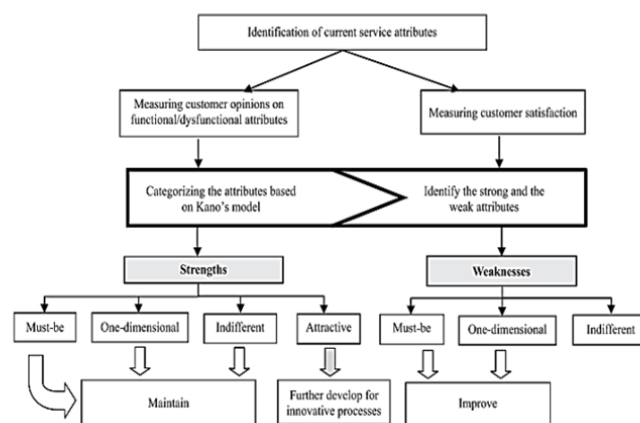 Identification of current service attributes
Measuring customer opinions on
functional/dysfunctional attributes
Measuring customer satisfaction
Categorizing the attributes based
on Kano's model
Identify the strong and the
weak attributes
Strengths
Weaknesses
Must-be
One-dimensional
Indifferent
Attractive
Must-be
One-dimensional
Indifferent
Maintain
Further develop for
innovative processes
Improve